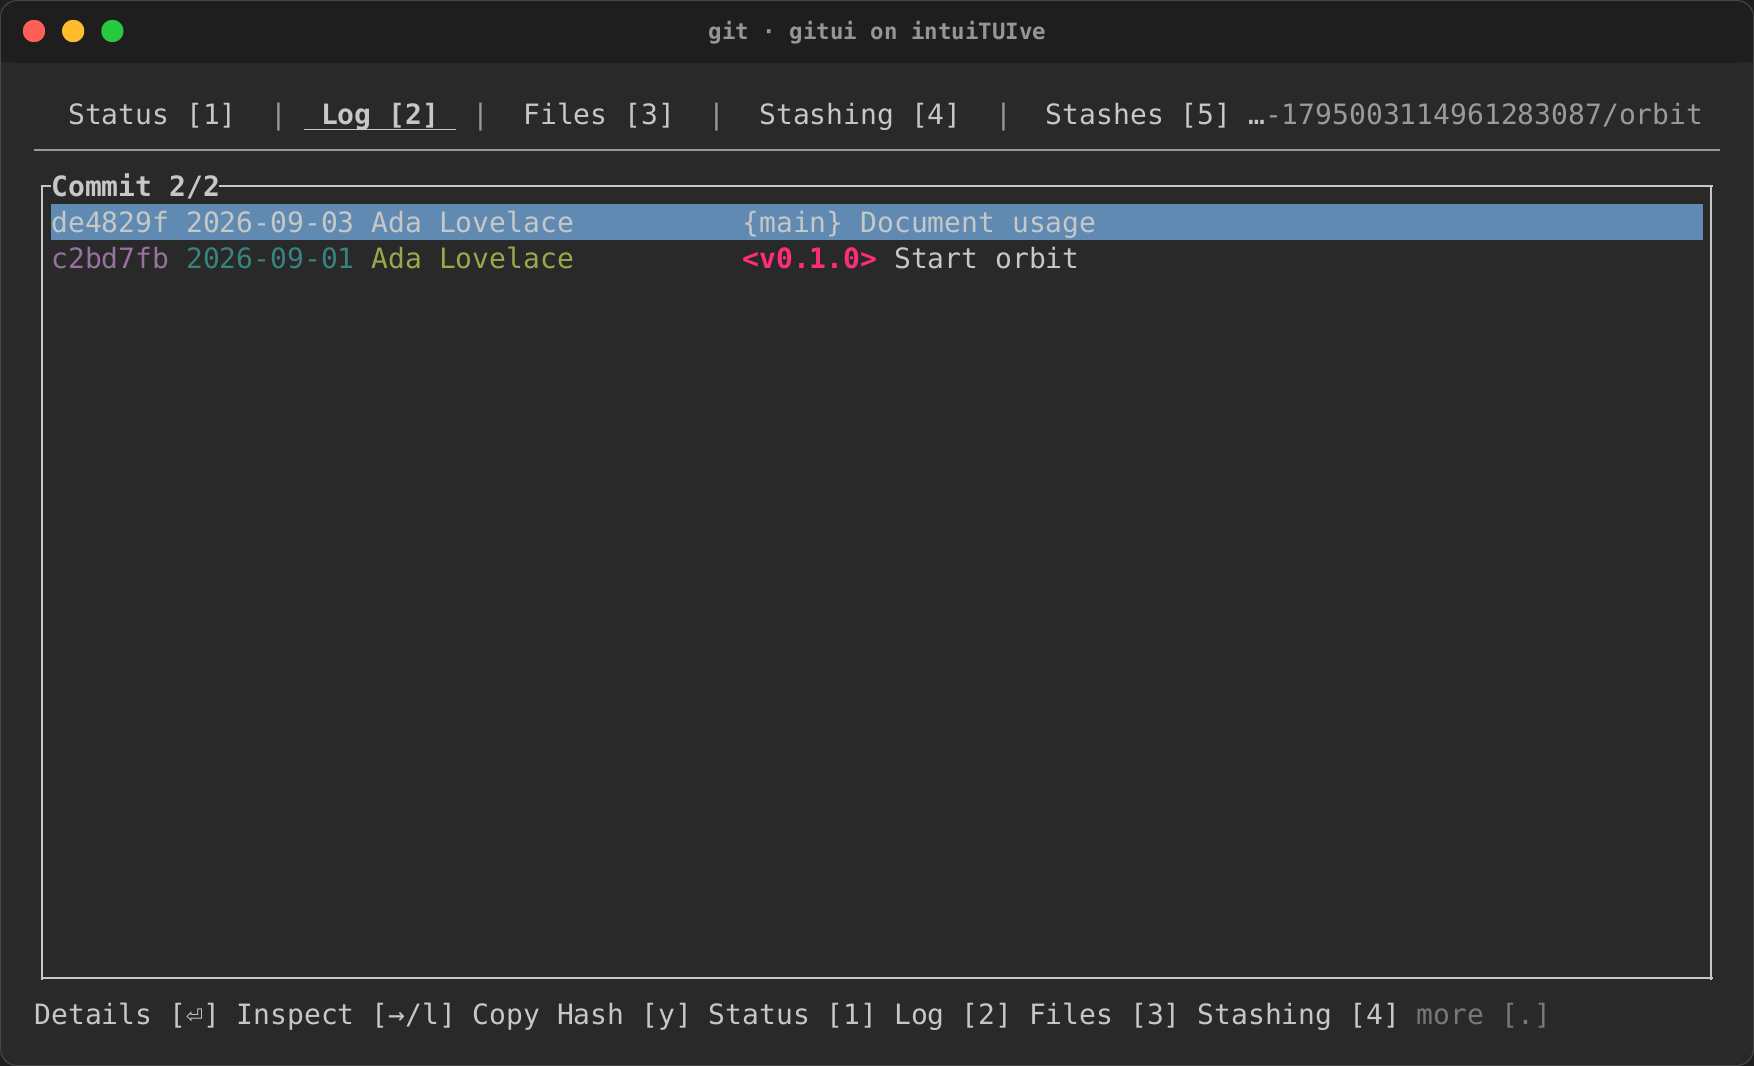 git · gitui on intuiTUIve
Status [1] | Log [2] | Files [3] | Stashing [4] | Stashes [5] …-1795003114961283087/orbit
Commit 2/2
de4829f 2026-09-03 Ada Lovelace {main} Document usage
c2bd7fb 2026-09-01 Ada Lovelace <v0.1.0> Start orbit
Details [⏎] Inspect [→/l] Copy Hash [y] Status [1] Log [2] Files [3] Stashing [4] more [.]